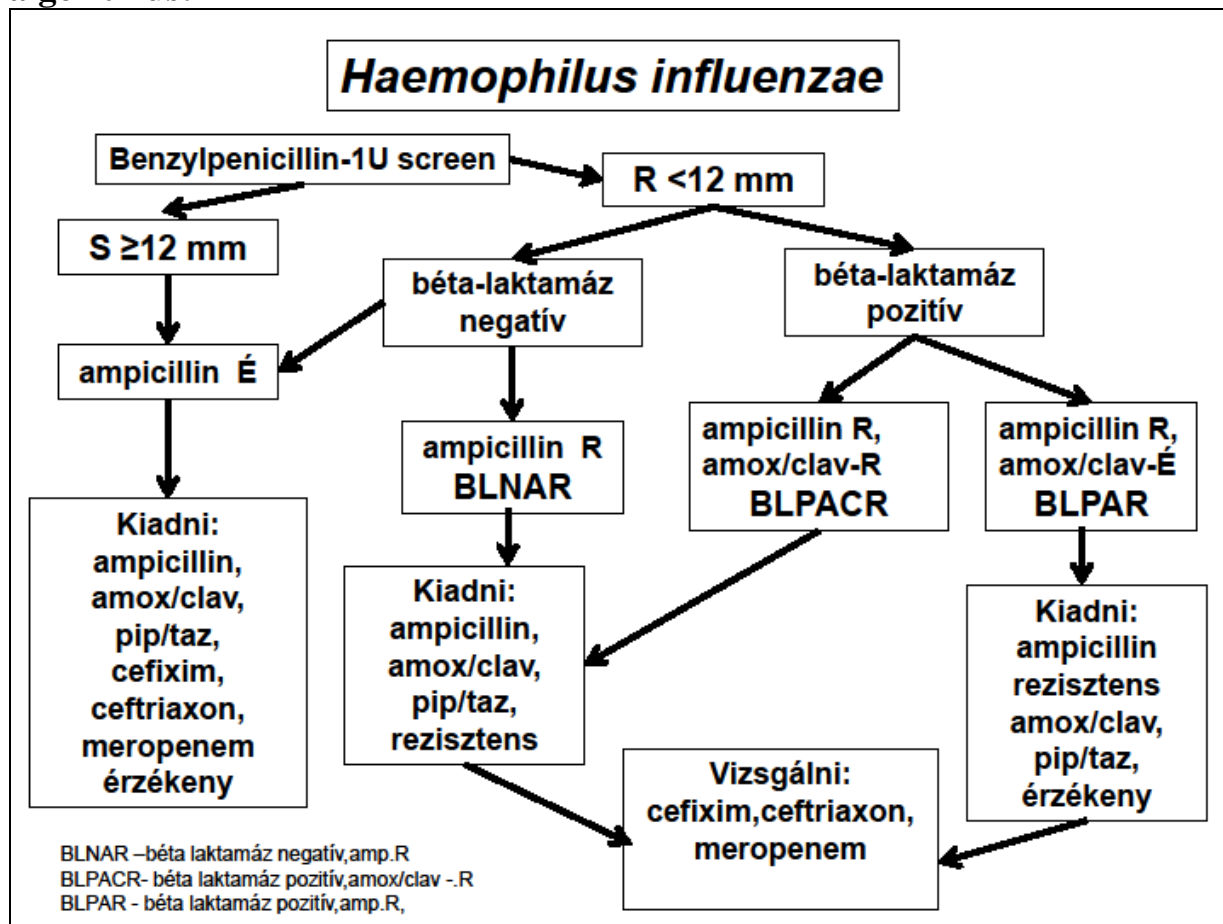 Haemophilus influenzae
Benzylpenicillin-1U screen
R <12 mm
S ≥12 mm
béta-laktamáz
negatív
béta-laktamáz
pozitív
ampicillin É
ampicillin R
BLNAR
ampicillin R,
amox/clav-R
BLPACR
ampicillin R,
amox/clav-É
BLPAR
Kiadni:
ampicillin,
amox/clav,
pip/taz,
cefixim,
ceftriaxon,
meropenem
érzékeny
Kiadni:
ampicillin,
amox/clav,
pip/taz,
rezisztens
Kiadni:
ampicillin
rezisztens
amox/clav,
pip/taz,
érzékeny
Vizsgálni:
cefixim,ceftriaxon,
meropenem
BLNAR –béta laktamáz negatív,amp.R
BLPACR- béta laktamáz pozitív,amox/clav -.R
BLPAR - béta laktamáz pozitív,amp.R,